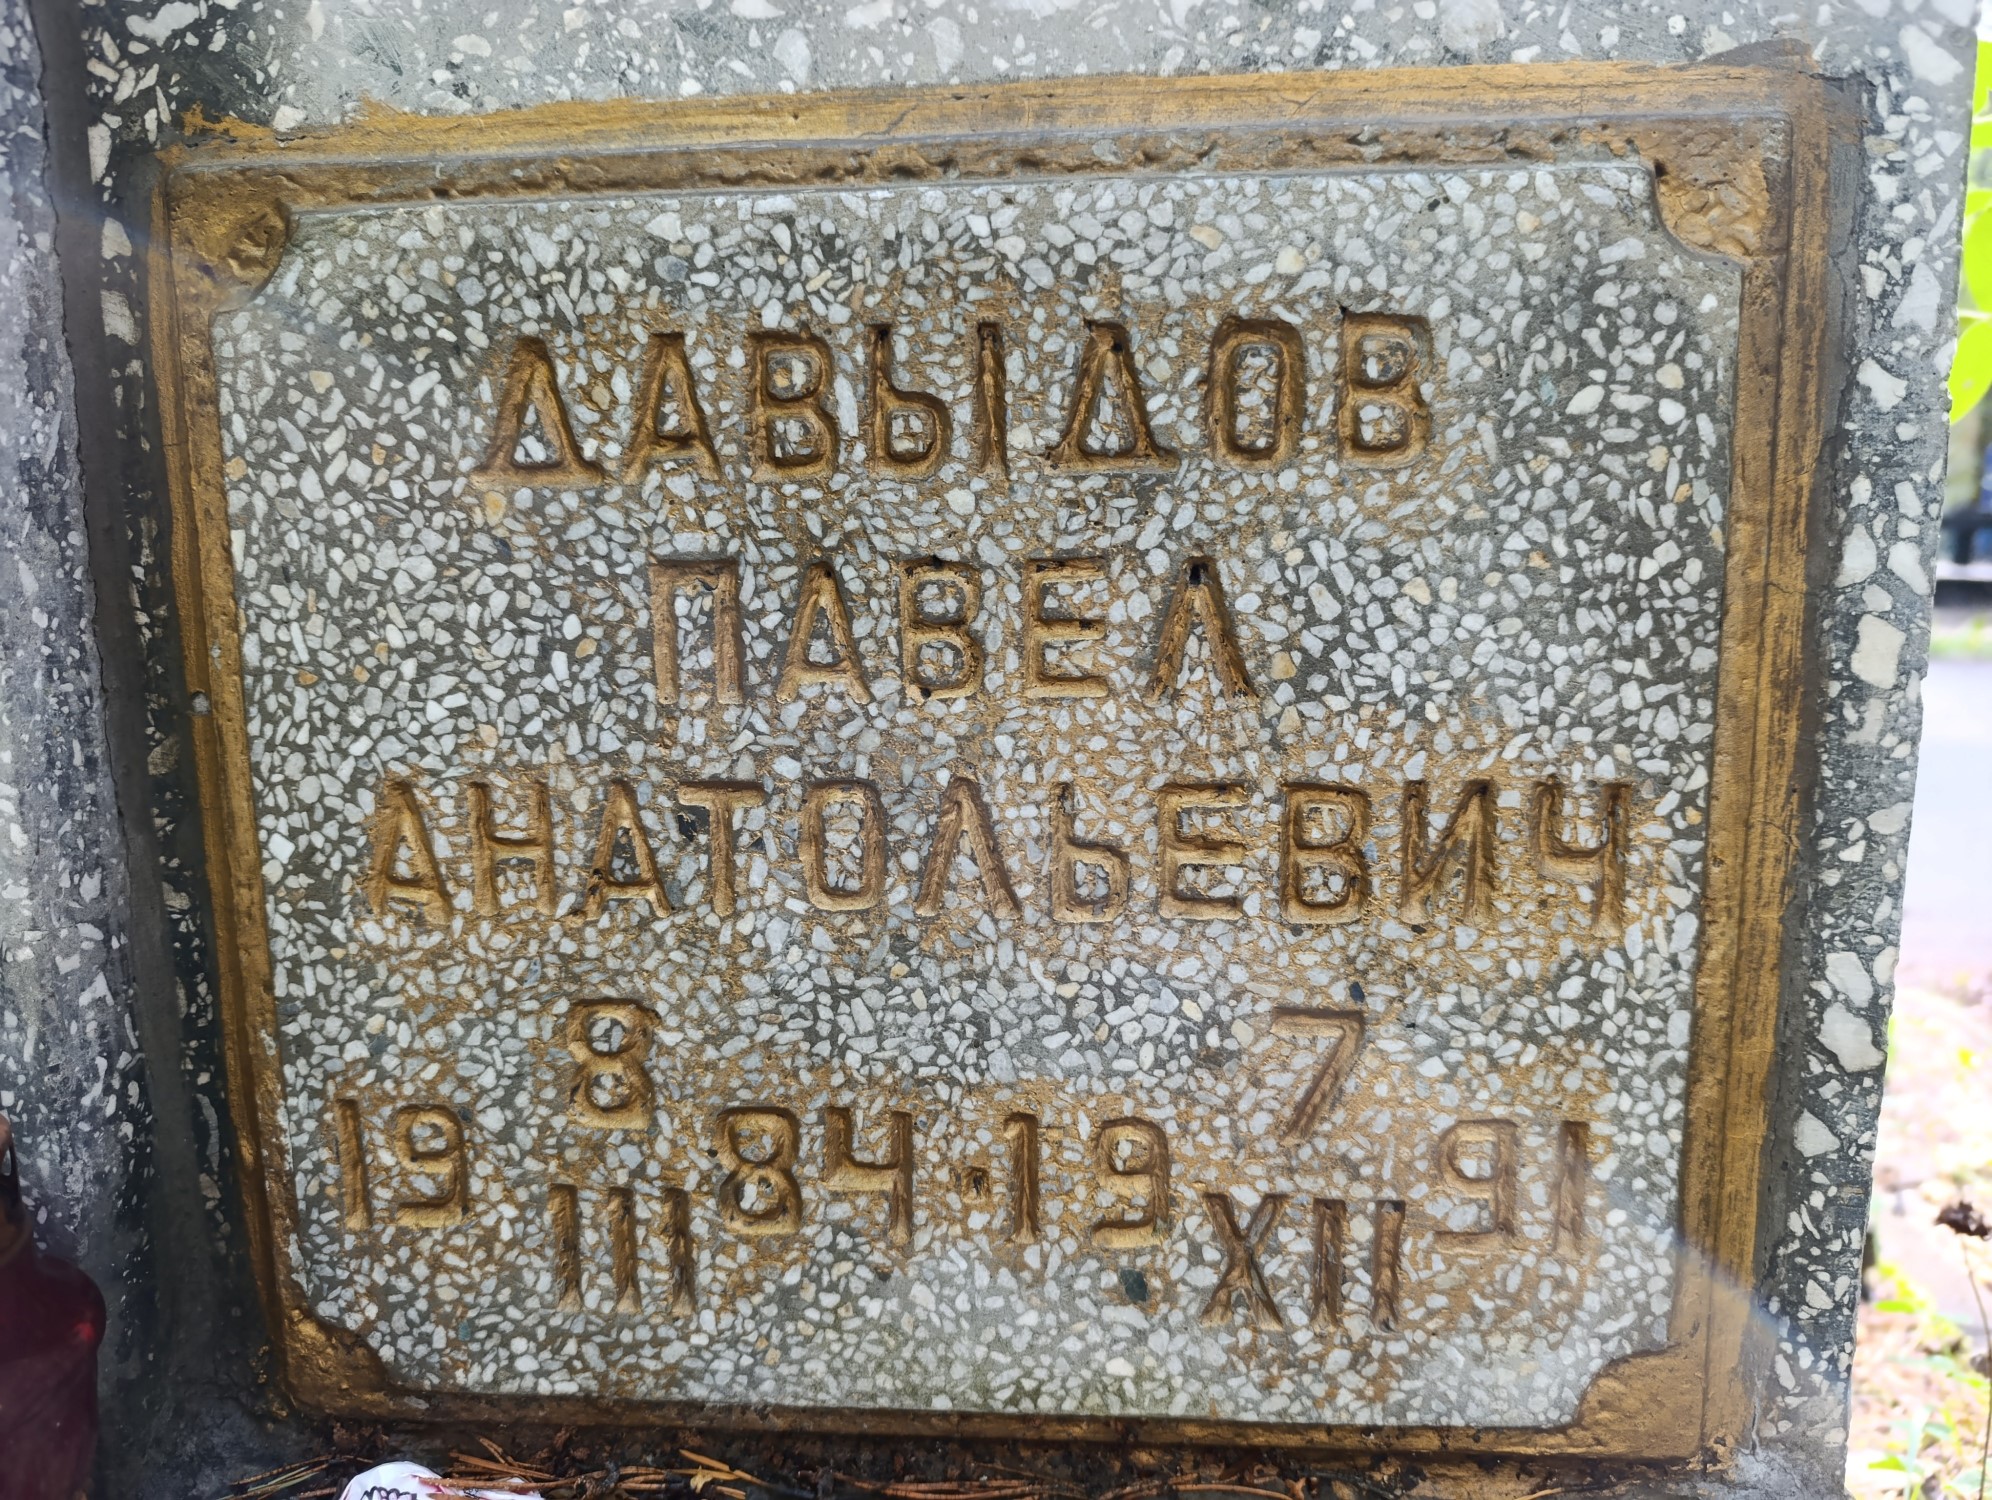 ДАВЫДОВ
ПАВЕЛ
АНАТОЛЬЕВИЧ
19 8 III 84 - 19 7 XII 91